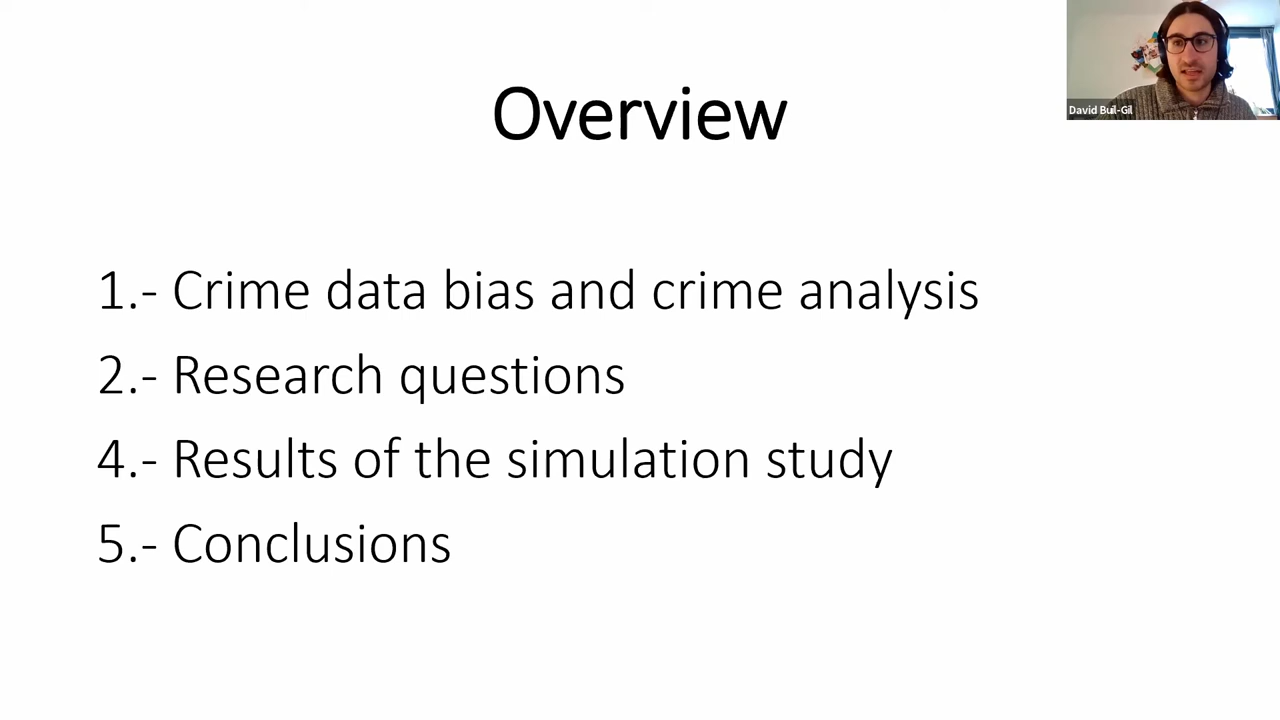 Overview
David Buil-Gil
1.- Crime data bias and crime analysis
2.- Research questions
4.- Results of the simulation study
5.- Conclusions